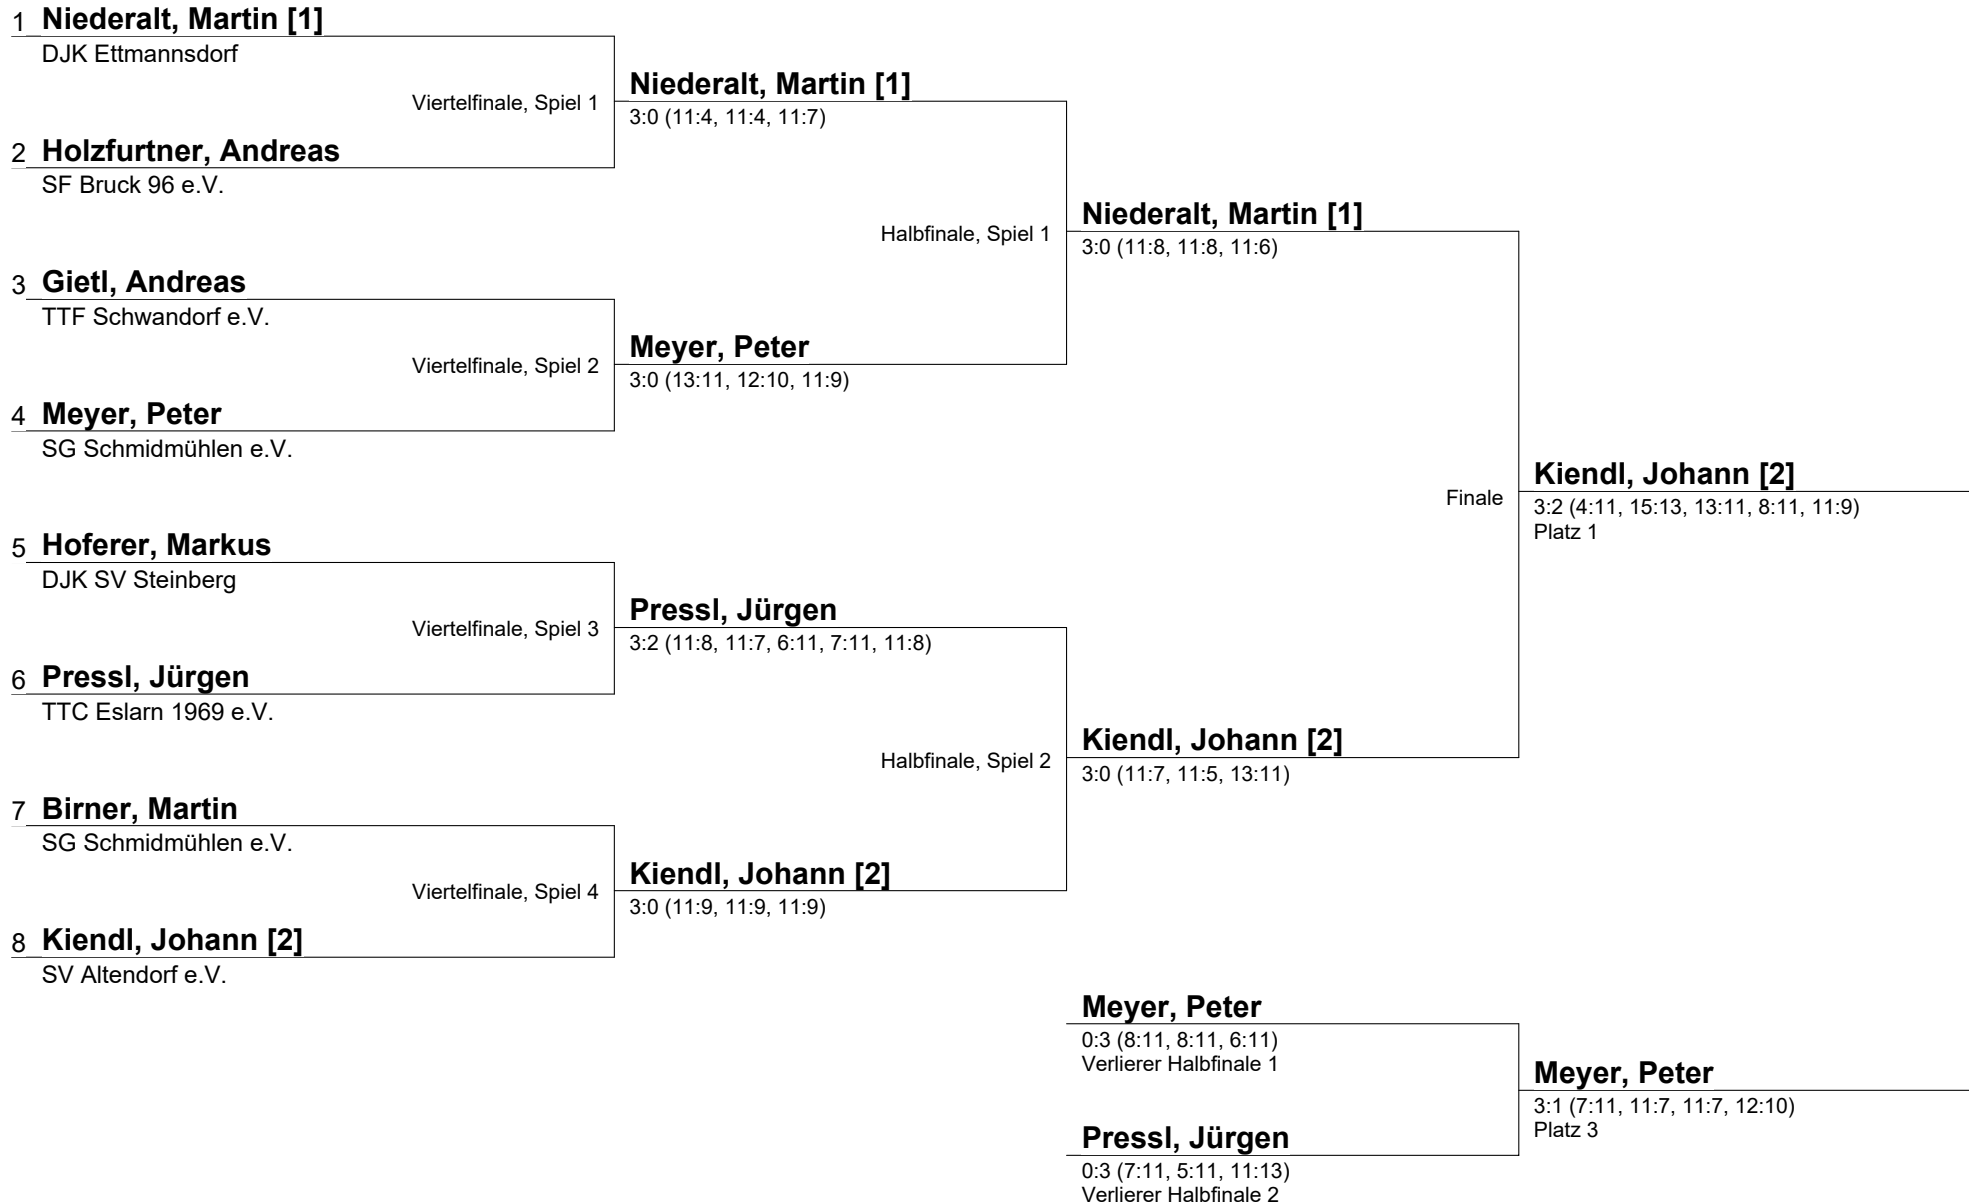 1 Niederalt, Martin [1]
DJK Ettmannsdorf
Viertelfinale, Spiel 1
Niederalt, Martin [1]
3:0 (11:4, 11:4, 11:7)
2 Holzfurtner, Andreas
SF Bruck 96 e.V.
Halbfinale, Spiel 1
Niederalt, Martin [1]
3:0 (11:8, 11:8, 11:6)
3 Gietl, Andreas
TTF Schwandorf e.V.
Viertelfinale, Spiel 2
Meyer, Peter
3:0 (13:11, 12:10, 11:9)
4 Meyer, Peter
SG Schmidmühlen e.V.
Finale
Kiendl, Johann [2]
3:2 (4:11, 15:13, 13:11, 8:11, 11:9)
Platz 1
5 Hoferer, Markus
DJK SV Steinberg
Viertelfinale, Spiel 3
Pressl, Jürgen
3:2 (11:8, 11:7, 6:11, 7:11, 11:8)
6 Pressl, Jürgen
TTC Eslarn 1969 e.V.
Halbfinale, Spiel 2
Kiendl, Johann [2]
3:0 (11:7, 11:5, 13:11)
7 Birner, Martin
SG Schmidmühlen e.V.
Viertelfinale, Spiel 4
Kiendl, Johann [2]
3:0 (11:9, 11:9, 11:9)
8 Kiendl, Johann [2]
SV Altendorf e.V.
Meyer, Peter
0:3 (8:11, 8:11, 6:11)
Verlierer Halbfinale 1
Meyer, Peter
3:1 (7:11, 11:7, 11:7, 12:10)
Platz 3
Pressl, Jürgen
0:3 (7:11, 5:11, 11:13)
Verlierer Halbfinale 2